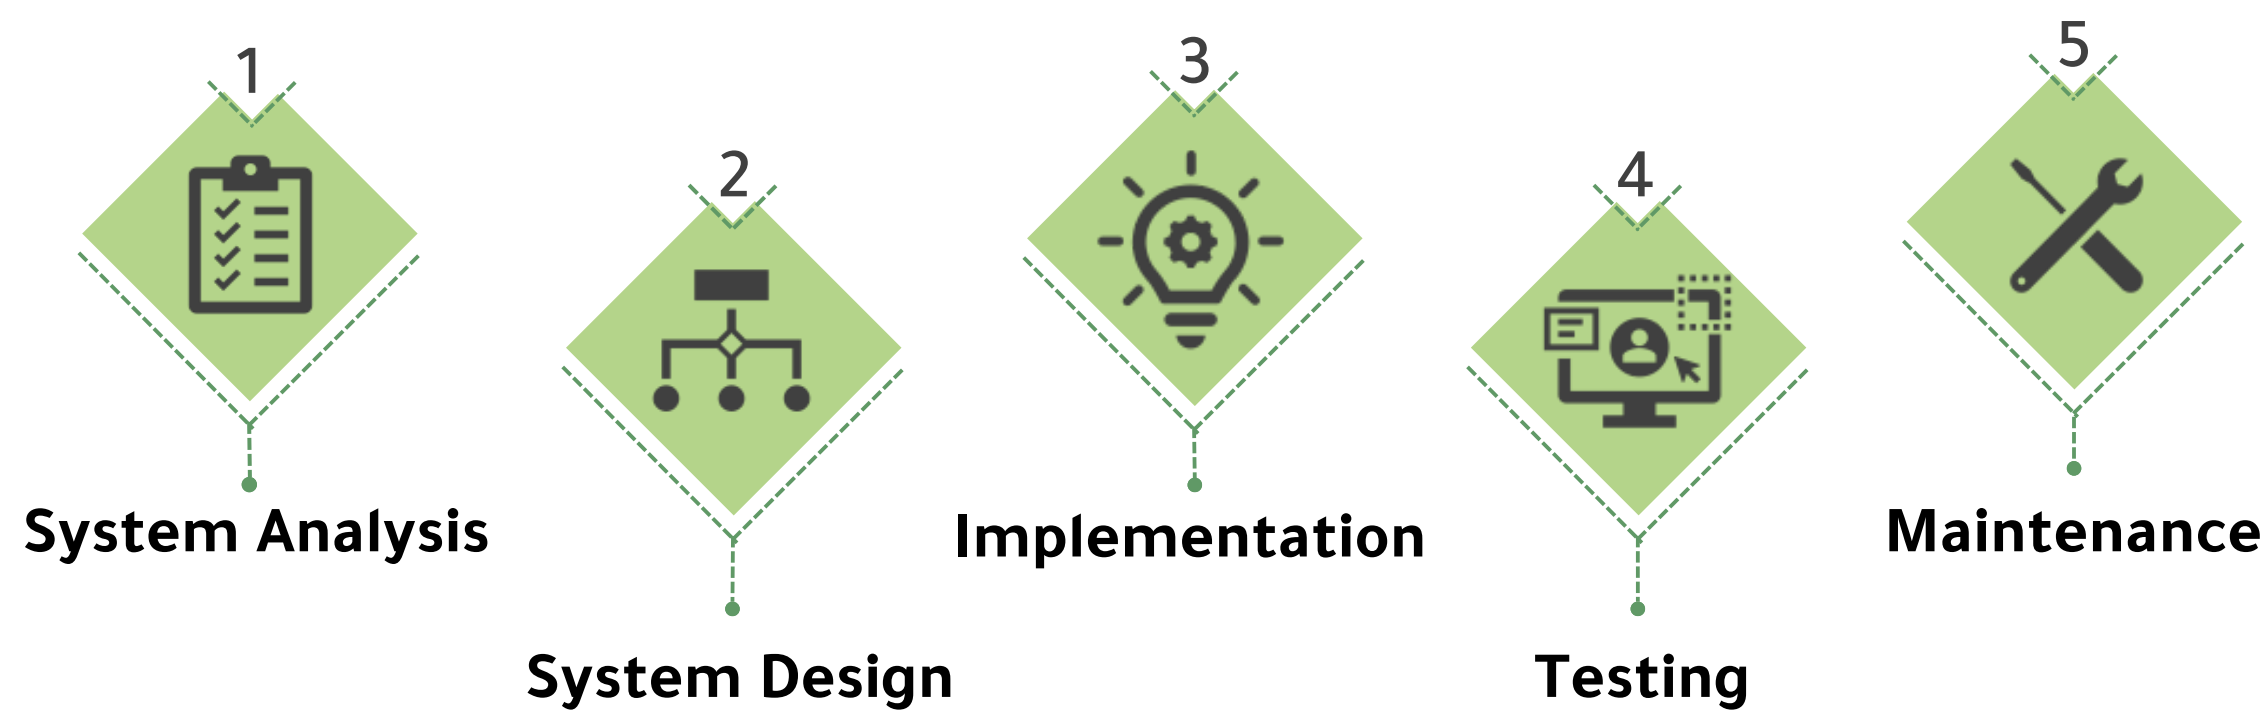 1
System Analysis
2
System Design
3
Implementation
4
Testing
5
Maintenance